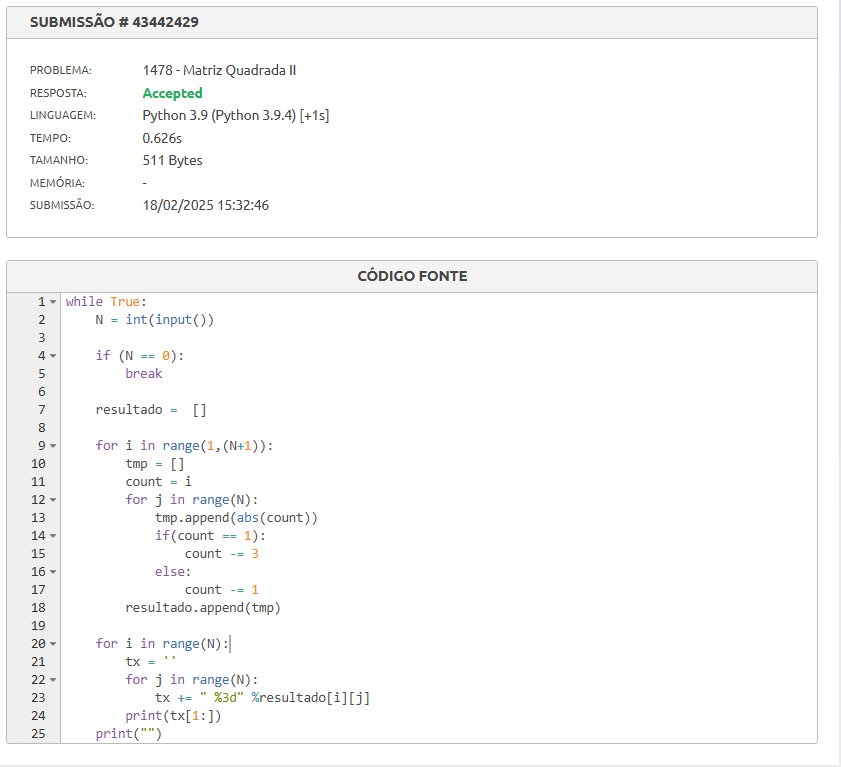 SUBMISSÃO # 43442429
PROBLEMA: 1478 - Matriz Quadrada II
RESPOSTA: Accepted
LINGUAGEM: Python 3.9 (Python 3.9.4) [+1s]
TEMPO: 0.626s
TAMANHO: 511 Bytes
MEMÓRIA: -
SUBMISSÃO: 18/02/2025 15:32:46
CÓDIGO FONTE
1 while True:
2     N = int(input())
3
4     if (N == 0):
5         break
6
7     resultado =  []
8
9     for i in range(1,(N+1)):
10         tmp = []
11         count = i
12         for j in range(N):
13             tmp.append(abs(count))
14             if(count == 1):
15                 count -= 3
16             else:
17                 count -= 1
18         resultado.append(tmp)
19
20     for i in range(N):
21         tx = ''
22         for j in range(N):
23             tx += " %3d" %resultado[i][j]
24         print(tx[1:])
25     print("")